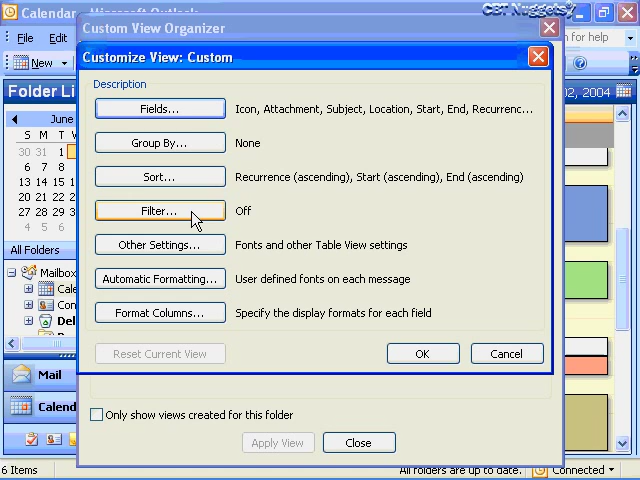 Calendar - Microsoft Outlook
CBT Nuggets
Custom View Organizer
File
for help
Customize View: Custom
New
Description
Folder Li
02, 2004
Fields...
Icon, Attachment, Subject, Location, Start, End, Recurrenc...
June
S M T W
Group By...
None
30 31 1
6 7 8
13 14 15
Sort...
Recurrence (ascending), Start (ascending), End (ascending)
20 21 22
27 28 29
Filter...
Off
4 5 6
All Folders
Other Settings...
Fonts and other Table View settings
Mailbo
Automatic Formatting...
User defined fonts on each message
Cale
Con
Format Columns...
Specify the display formats for each field
Del
Reset Current View
OK
Cancel
Mail
Calend
Only show views created for this folder
Apply View
Close
6 Items
All folders are up to date.
Connected